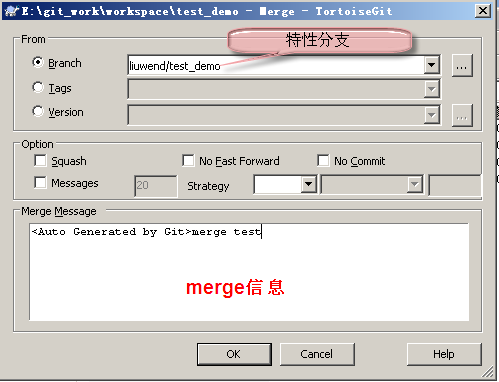 E:\git_work\workspace\test_demo - Merge - TortoiseGit
From
特性分支
Branch
liuwend/test_demo
...
Tags
Version
...
Option
Squash
No Fast Forward
No Commit
Messages
20
Strategy
Merge Message
<Auto Generated by Git>merge test
merge信息
OK
Cancel
Help